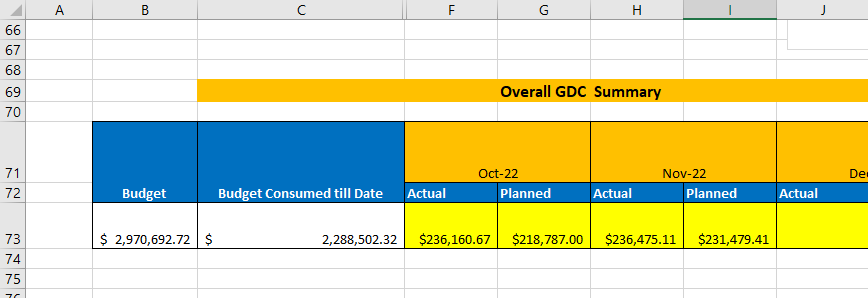 A B C F G H I J
66
67
68
69 Overall GDC Summary
70
71 Oct-22 Nov-22 Dec
72 Budget Budget Consumed till Date Actual Planned Actual Planned Actual
73 $ 2,970,692.72 $ 2,288,502.32 $236,160.67 $218,787.00 $236,475.11 $231,479.41
74
75
76